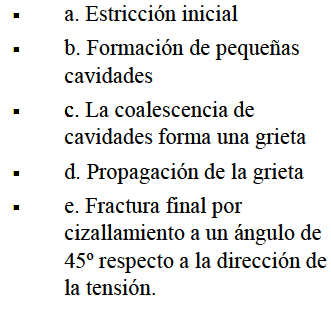 ▪ a. Estricción inicial
▪ b. Formación de pequeñas
cavidades
▪ c. La coalescencia de
cavidades forma una grieta
▪ d. Propagación de la grieta
▪ e. Fractura final por
cizallamiento a un ángulo de
45º respecto a la dirección de
la tensión.